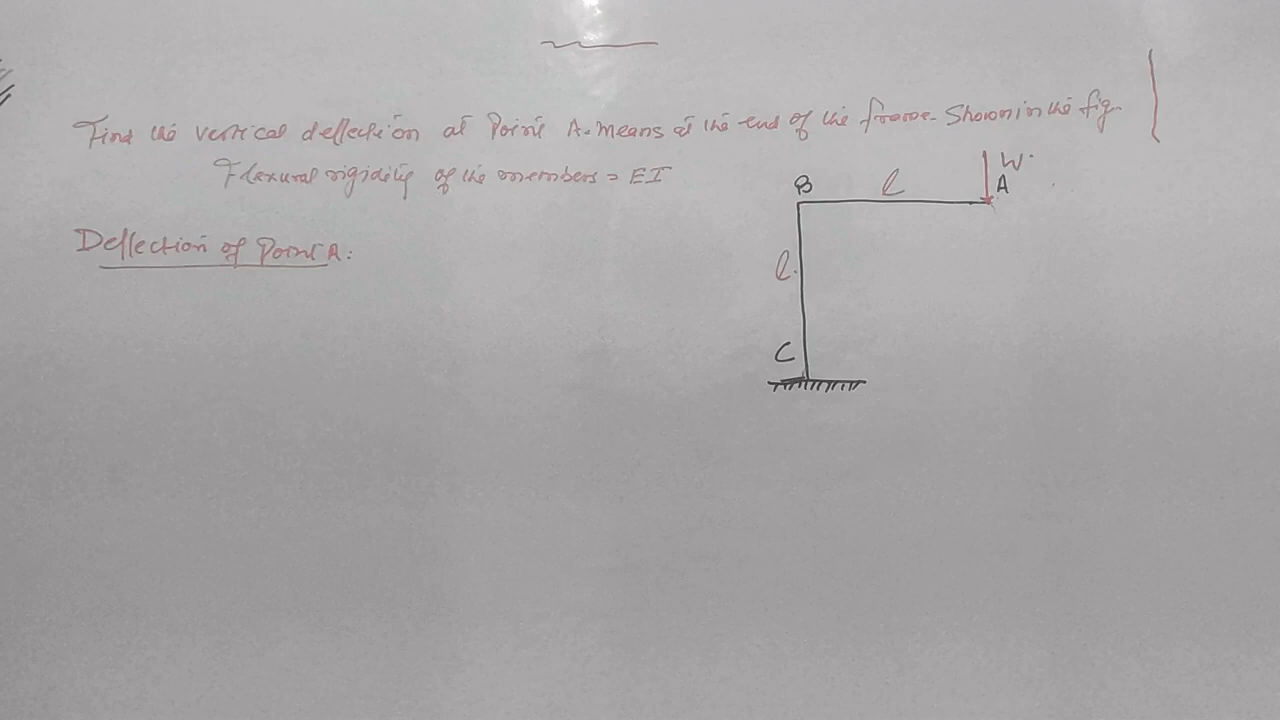 Find the vertical deflection at Point A. means at the end of the frame. Shown in the fig.
Flexural rigidity of the members = EI
Deflection of Point A:
W.
B
l
A
l.
C